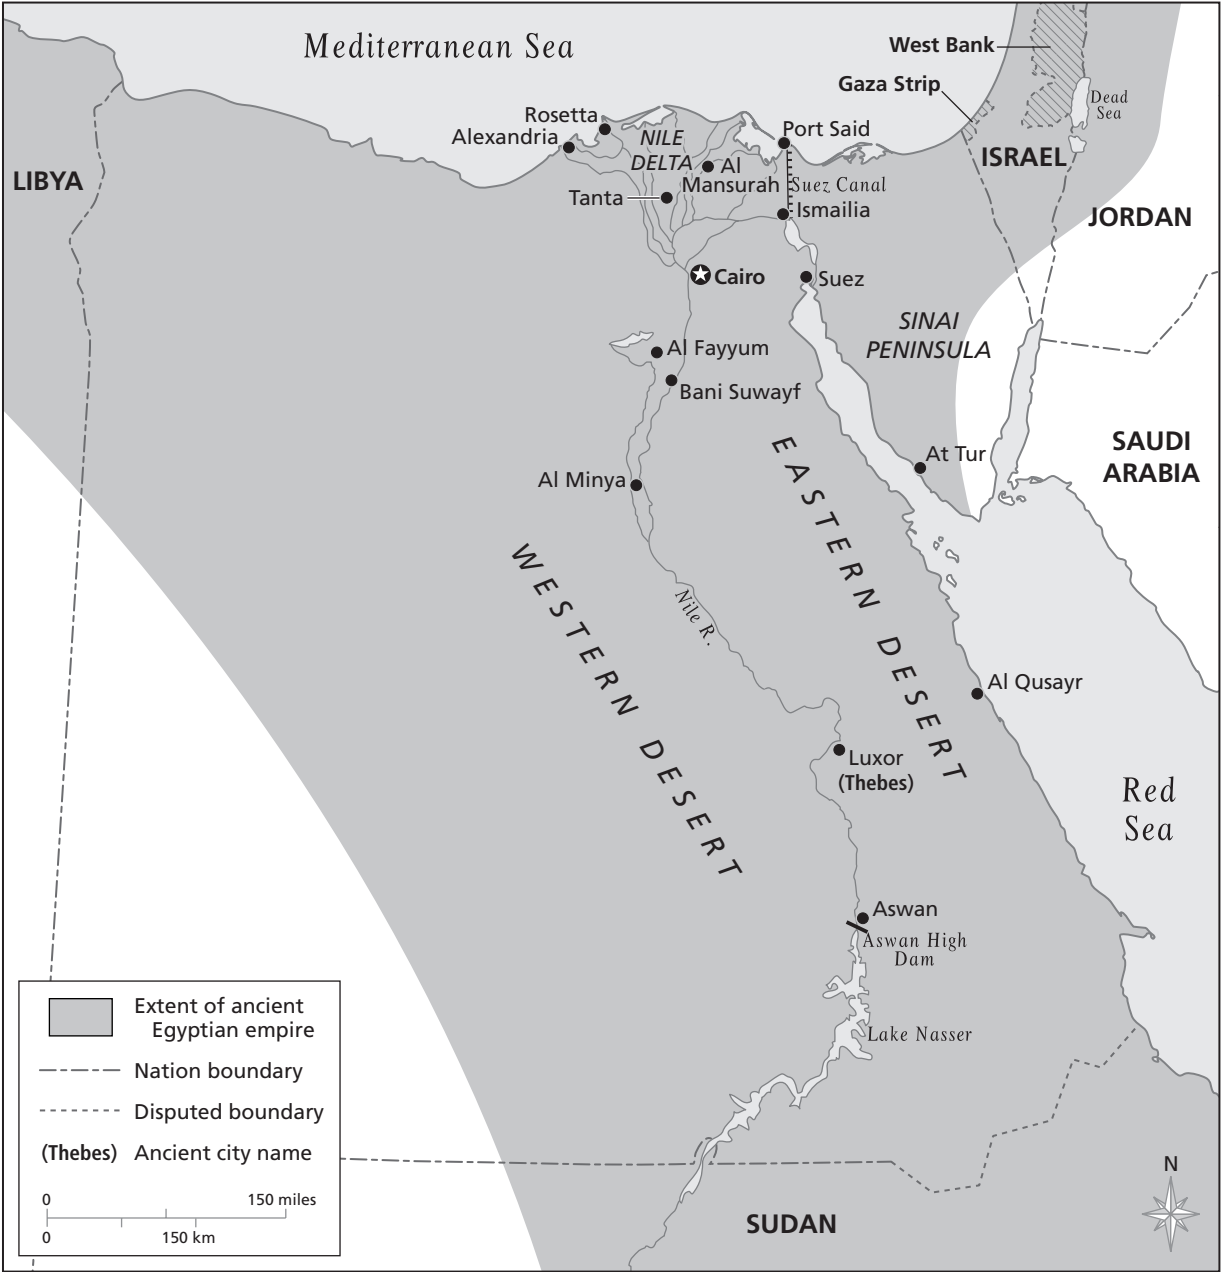 Mediterranean Sea
West Bank
Gaza Strip
Dead
Sea
Rosetta
Alexandria
NILE
DELTA
Port Said
ISRAEL
LIBYA
Al
Mansurah
Suez Canal
Tanta
Ismailia
JORDAN
Cairo
Suez
SINAI
PENINSULA
Al Fayyum
Bani Suwayf
SAUDI
ARABIA
At Tur
Al Minya
EASTERN DESERT
WESTERN DESERT
Nile R.
Al Qusayr
Luxor
(Thebes)
Red
Sea
Aswan
Aswan High
Dam
Lake Nasser
Extent of ancient
Egyptian empire
Nation boundary
Disputed boundary
(Thebes) Ancient city name
0 150 miles
0 150 km
N
SUDAN